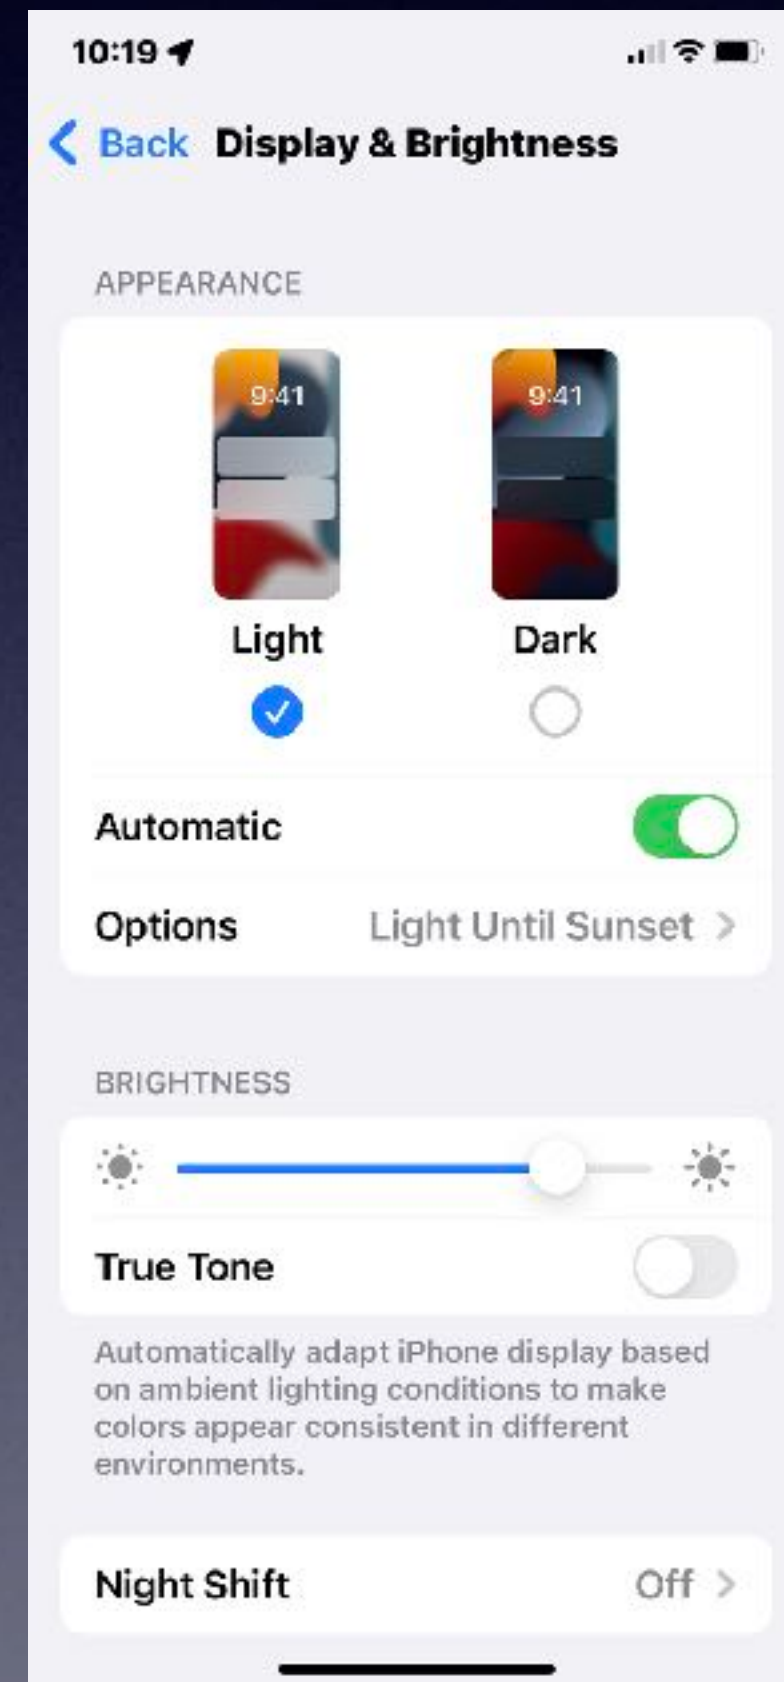 10:19
Back Display & Brightness
APPEARANCE
9:41 9:41
Light Dark
Automatic
Options Light Until Sunset
BRIGHTNESS
True Tone
Automatically adapt iPhone display based
on ambient lighting conditions to make
colors appear consistent in different
environments.
Night Shift Off